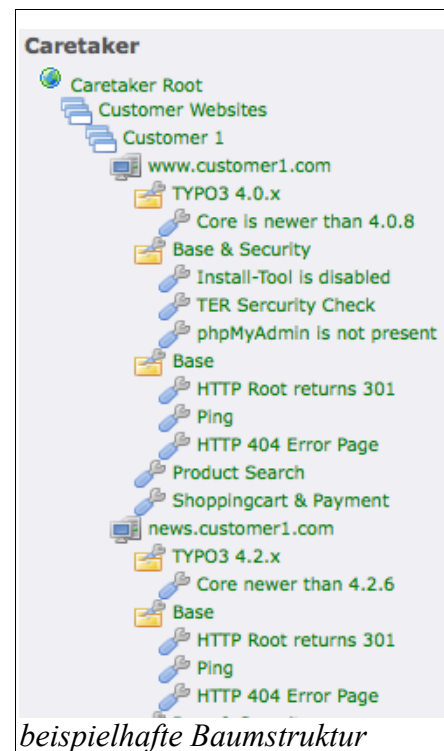 Caretaker
Caretaker Root
Customer Websites
Customer 1
www.customer1.com
TYPO3 4.0.x
Core is newer than 4.0.8
Base & Security
Install-Tool is disabled
TER Sercurity Check
phpMyAdmin is not present
Base
HTTP Root returns 301
Ping
HTTP 404 Error Page
Product Search
Shoppingcart & Payment
news.customer1.com
TYPO3 4.2.x
Core newer than 4.2.6
Base
HTTP Root returns 301
Ping
HTTP 404 Error Page
beispielhafte Baumstruktur